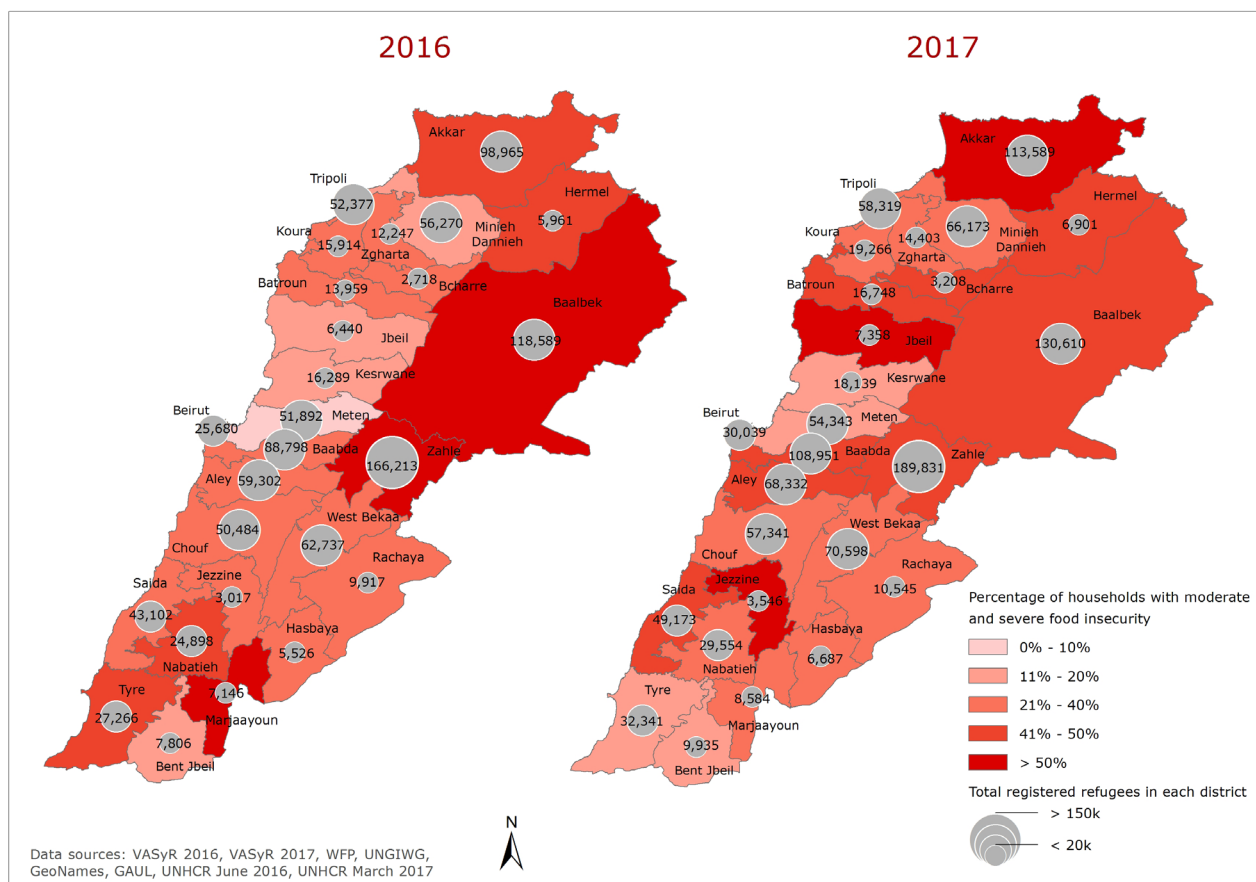 2016
2017
Akkar
98,965
Tripoli
52,377
Hermel
5,961
56,270
Minieh
Dannieh
Koura
15,914
12,247
Zgharta
2,718
Bcharre
Batroun
13,959
Baalbek
118,589
6,440
Jbeil
16,289
Kesrwane
Beirut
25,680
51,892
Meten
88,798
Baabda
Zahle
166,213
Aley
59,302
50,484
West Bekaa
62,737
Chouf
Rachaya
9,917
Jezzine
3,017
Saida
43,102
24,898
Nabatieh
Hasbaya
5,526
Tyre
27,266
7,146
Marjaayoun
7,806
Bent Jbeil
Akkar
113,589
Tripoli
58,319
Hermel
6,901
66,173
Minieh
Dannieh
Koura
19,266
14,403
Zgharta
3,208
Bcharre
Batroun
16,748
Baalbek
130,610
7,358
Jbeil
18,139
Kesrwane
Beirut
30,039
54,343
Meten
108,951
Baabda
Zahle
189,831
Aley
68,332
57,341
West Bekaa
70,598
Chouf
Rachaya
10,545
Jezzine
3,546
Saida
49,173
29,554
Nabatieh
Hasbaya
6,687
Tyre
32,341
8,584
Marjaayoun
9,935
Bent Jbeil
Percentage of households with moderate
and severe food insecurity
0% - 10%
11% - 20%
21% - 40%
41% - 50%
> 50%
Total registered refugees in each district
> 150k
< 20k
N
Data sources: VASyR 2016, VASyR 2017, WFP, UNGIWG,
GeoNames, GAUL, UNHCR June 2016, UNHCR March 2017